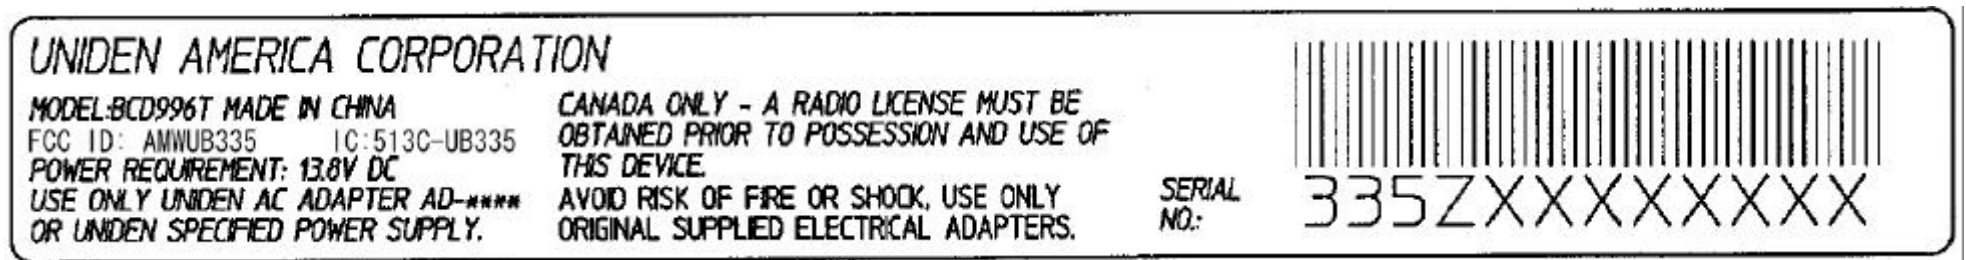 UNIDEN AMERICA CORPORATION
MODEL:BCD996T MADE IN CHINA
FCC ID: AMWUB335 IC:513C-UB335
POWER REQUIREMENT: 13.8V DC
USE ONLY UNIDEN AC ADAPTER AD-****
OR UNIDEN SPECIFIED POWER SUPPLY.
CANADA ONLY - A RADIO LICENSE MUST BE
OBTAINED PRIOR TO POSSESSION AND USE OF
THIS DEVICE.
AVOID RISK OF FIRE OR SHOCK, USE ONLY
ORIGINAL SUPPLIED ELECTRICAL ADAPTERS.
SERIAL
NO.:
335ZXXXXXXXXX